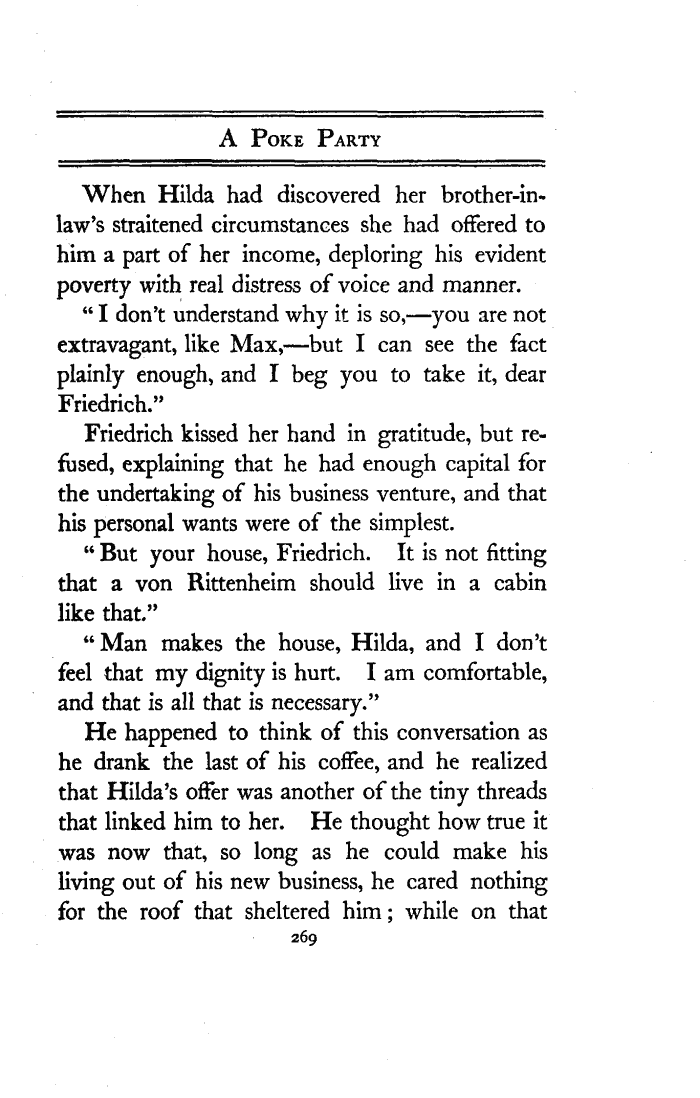 A Poke Party
When Hilda had discovered her brother-in-
law's straitened circumstances she had offered to
him a part of her income, deploring his evident
poverty with real distress of voice and manner.
“I don't understand why it is so,—you are not
extravagant, like Max,—but I can see the fact
plainly enough, and I beg you to take it, dear
Friedrich.”
Friedrich kissed her hand in gratitude, but re-
fused, explaining that he had enough capital for
the undertaking of his business venture, and that
his personal wants were of the simplest.
“But your house, Friedrich. It is not fitting
that a von Rittenheim should live in a cabin
like that.”
“Man makes the house, Hilda, and I don't
feel that my dignity is hurt. I am comfortable,
and that is all that is necessary.”
He happened to think of this conversation as
he drank the last of his coffee, and he realized
that Hilda's offer was another of the tiny threads
that linked him to her. He thought how true it
was now that, so long as he could make his
living out of his new business, he cared nothing
for the roof that sheltered him; while on that
269